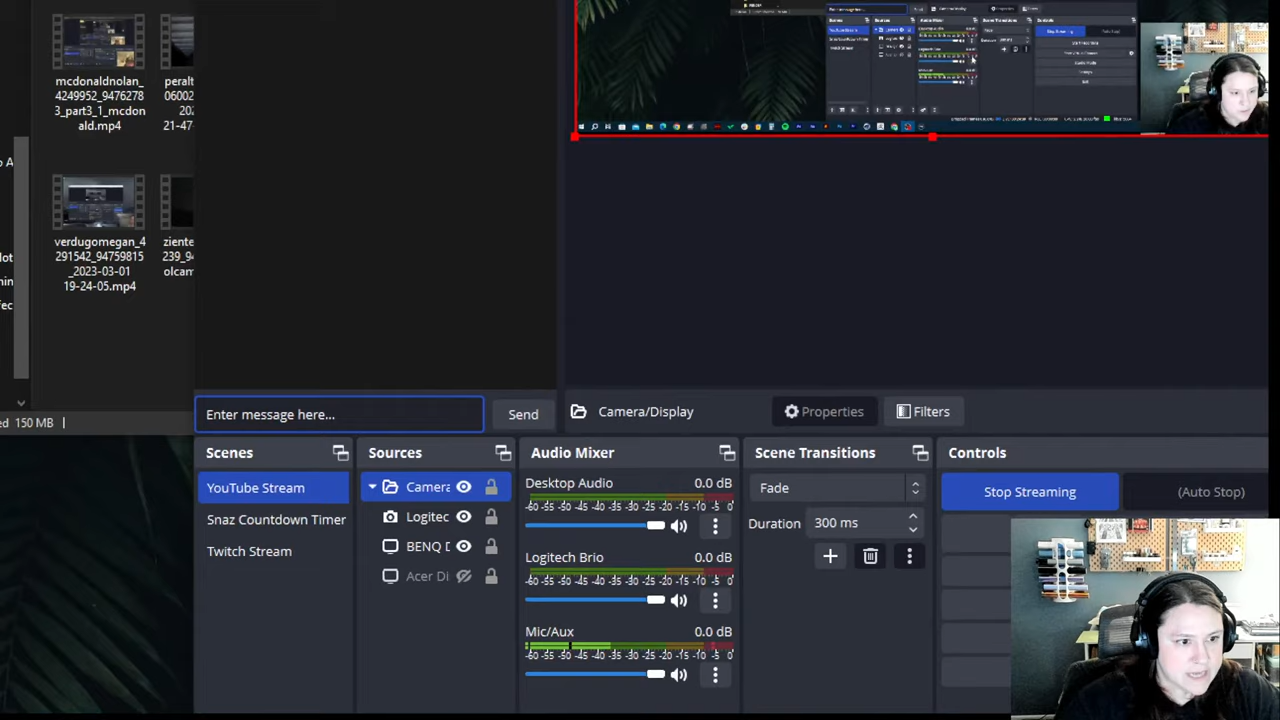 mcdonaldnolan_
4249952_9476278
3_part3_1_mcdon
ald.mp4
peralt
06002
202
21-47
verdugomegan_4
291542_94759815
_2023-03-01
19-24-05.mp4
ziente
239_94
olcam
150 MB
Enter message here...
Send
Camera/Display
Properties
Filters
Scenes
YouTube Stream
Snaz Countdown Timer
Twitch Stream
Sources
Camera
Logitec
BENQ D
Acer Di
Audio Mixer
Desktop Audio 0.0 dB
-60 -55 -50 -45 -40 -35 -30 -25 -20 -15 -10 -5 0
Logitech Brio 0.0 dB
-60 -55 -50 -45 -40 -35 -30 -25 -20 -15 -10 -5 0
Mic/Aux 0.0 dB
-60 -55 -50 -45 -40 -35 -30 -25 -20 -15 -10 -5 0
Scene Transitions
Fade
Duration 300 ms
Controls
Stop Streaming
(Auto Stop)